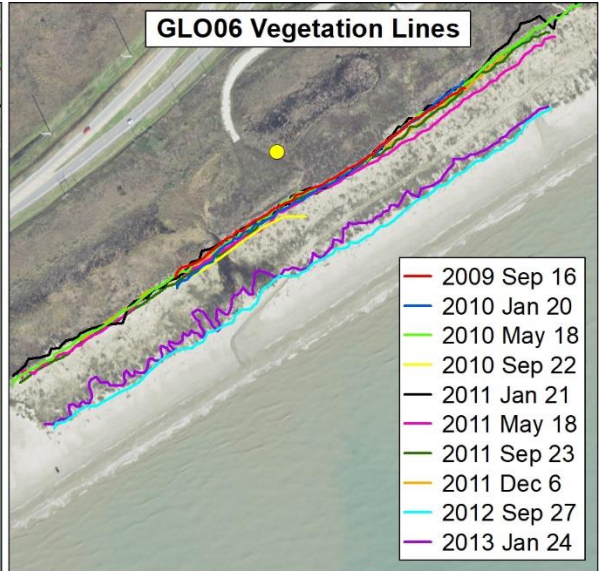 GLO06 Vegetation Lines
2009 Sep 16
2010 Jan 20
2010 May 18
2010 Sep 22
2011 Jan 21
2011 May 18
2011 Sep 23
2011 Dec 6
2012 Sep 27
2013 Jan 24